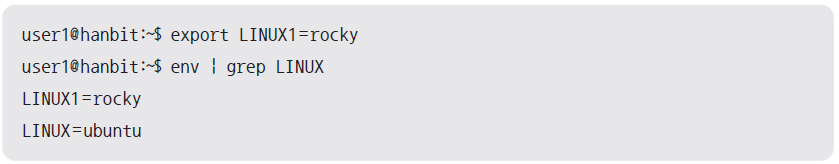 user1@hanbit:~$ export LINUX1=rocky
user1@hanbit:~$ env | grep LINUX
LINUX1=rocky
LINUX=ubuntu